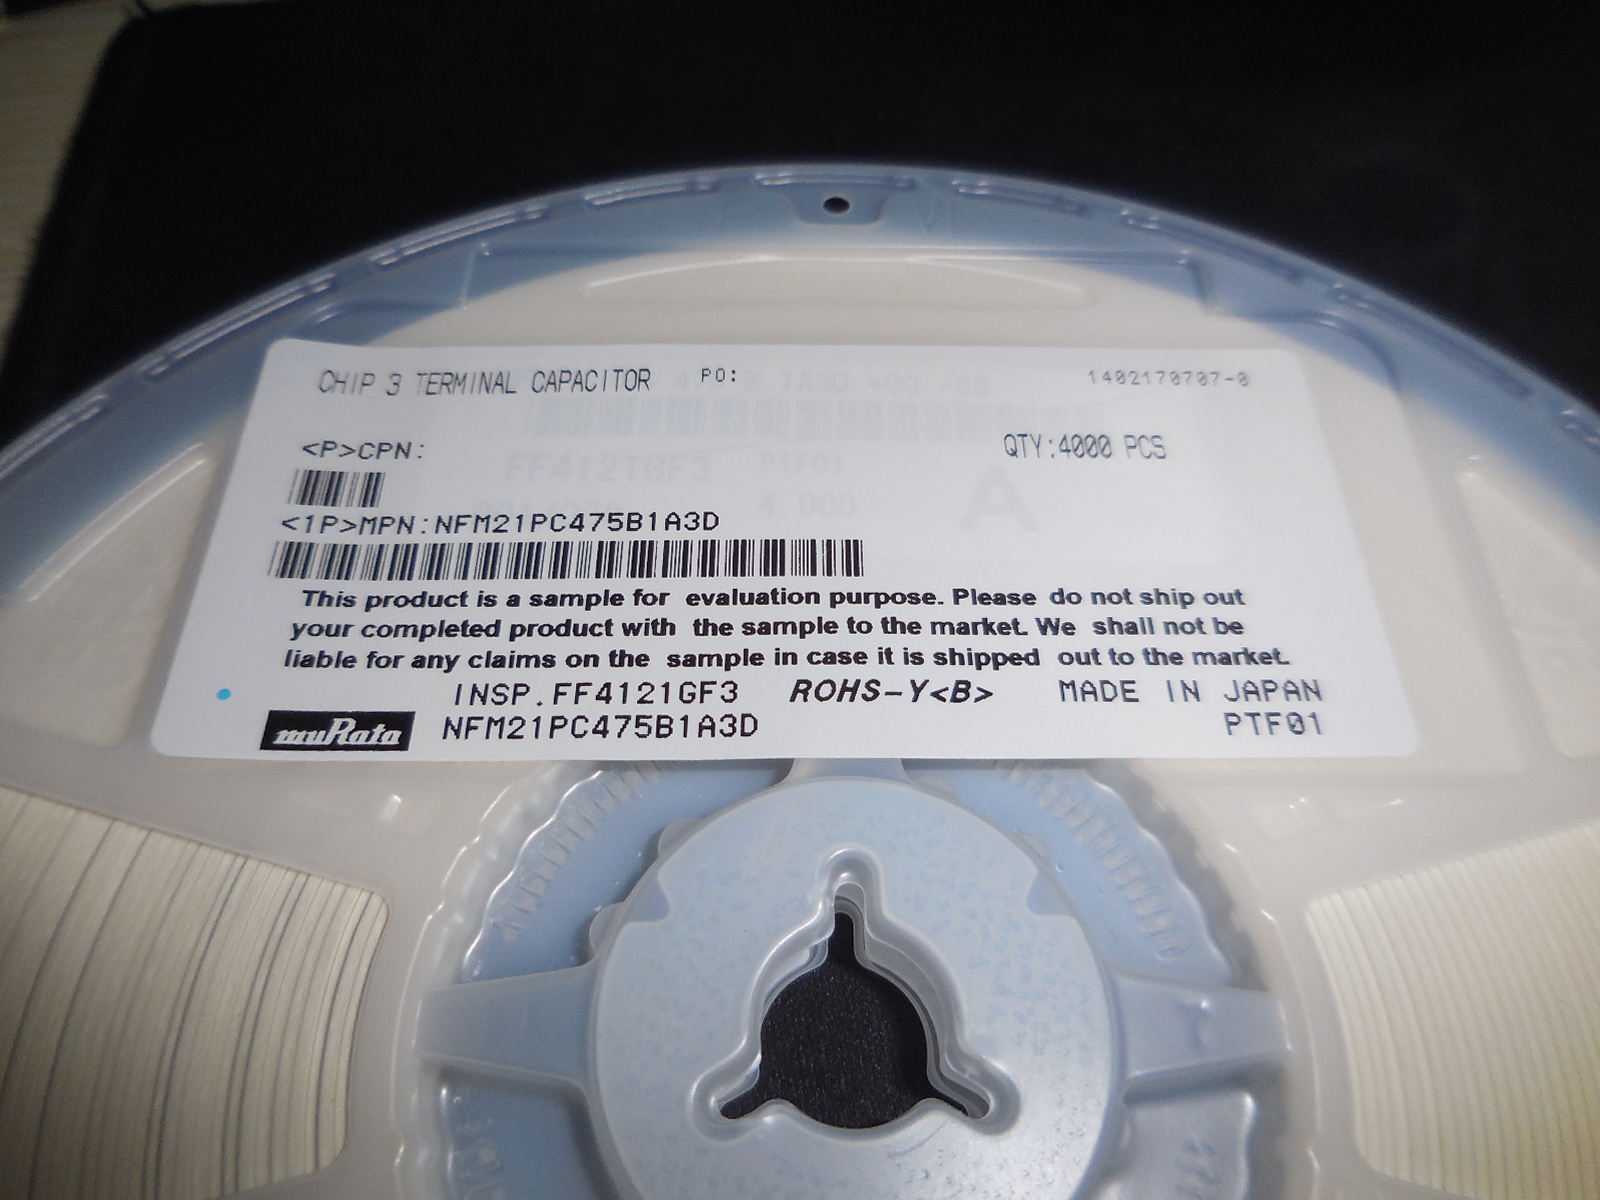 CHIP 3 TERMINAL CAPACITOR PO: 1402170707-0
<P>CPN: QTY:4000 PCS
<1P>MPN:NFM21PC475B1A3D
This product is a sample for evaluation purpose. Please do not ship out
your completed product with the sample to the market. We shall not be
liable for any claims on the sample in case it is shipped out to the market.
INSP.FF4121GF3 ROHS-Y<B> MADE IN JAPAN
muRata NFM21PC475B1A3D PTF01